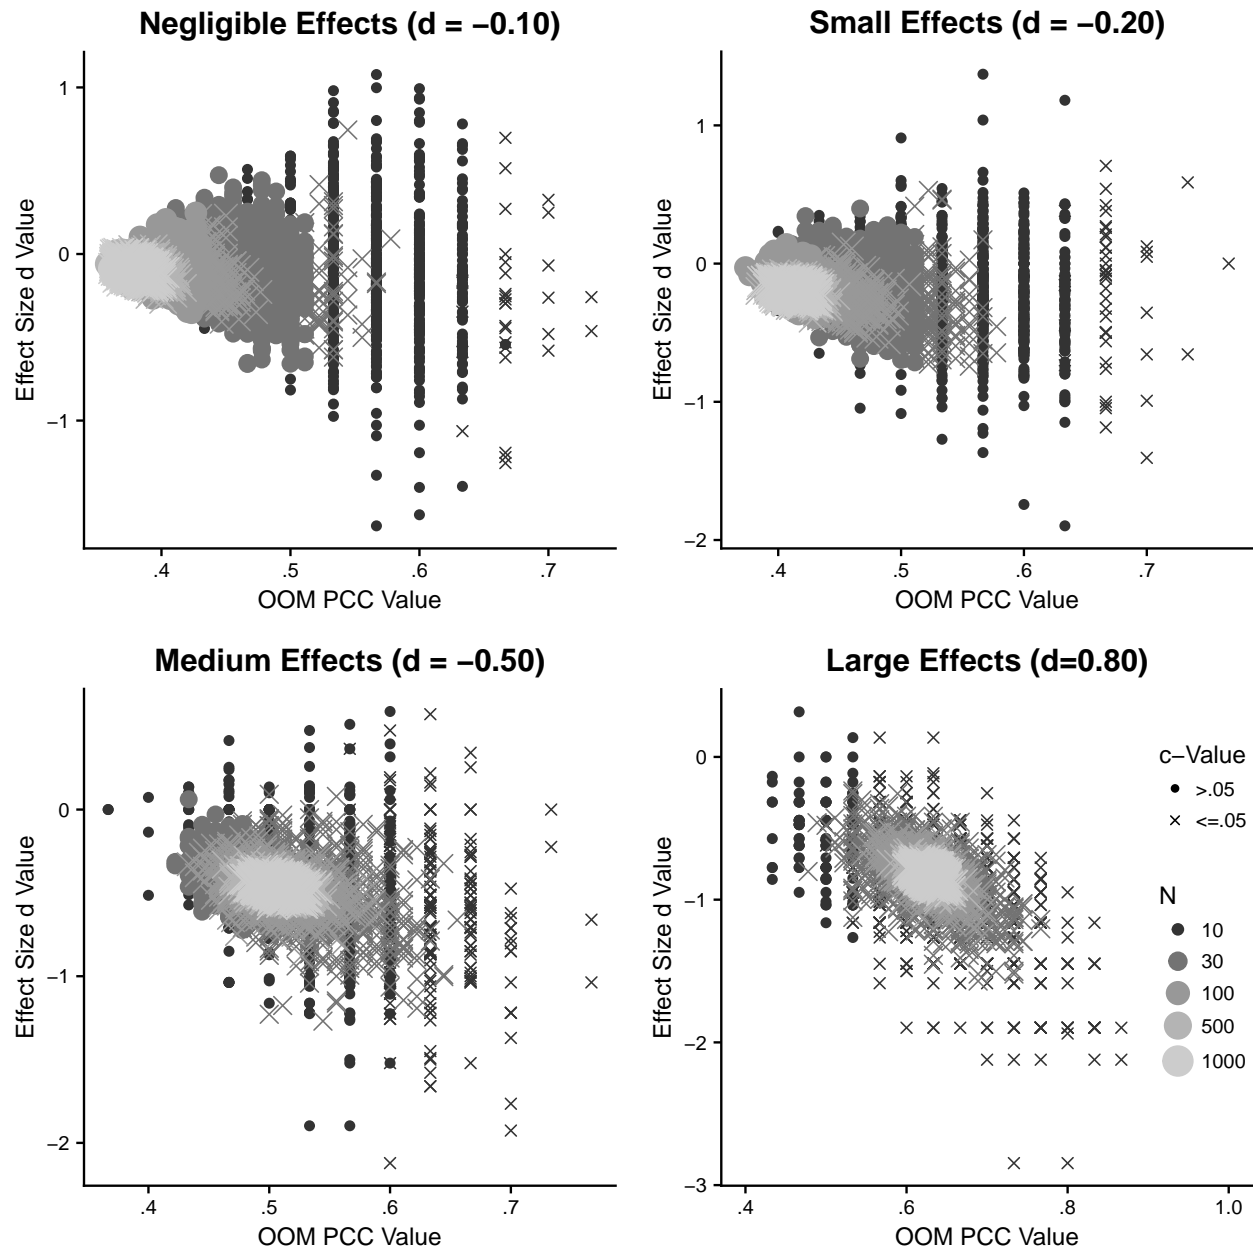 Negligible Effects (d = −0.10)
Effect Size d Value
1
0
−1
.4 .5 .6 .7
OOM PCC Value
Small Effects (d = −0.20)
Effect Size d Value
1
0
−1
−2
.4 .5 .6 .7
OOM PCC Value
Medium Effects (d = −0.50)
Effect Size d Value
0
−1
−2
.4 .5 .6 .7
OOM PCC Value
Large Effects (d=0.80)
Effect Size d Value
0
−1
−2
−3
.4 .6 .8 1.0
OOM PCC Value
c−Value
>.05
<=.05
N
10
30
100
500
1000